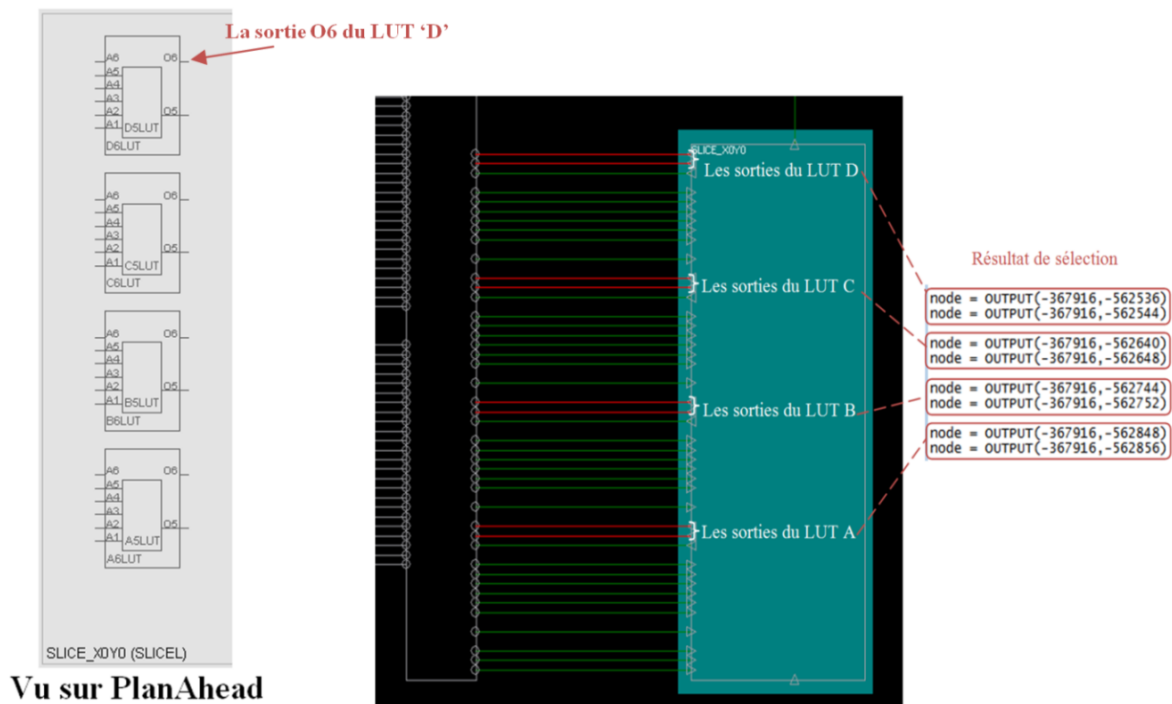 La sortie O6 du LUT ‘D’
A6
O6
A5
A4
A3
A2
O5
A1
D5LUT
D6LUT
A6
O6
A5
A4
A3
A2
O5
A1
C5LUT
C6LUT
A6
O6
A5
A4
A3
A2
O5
A1
B5LUT
B6LUT
A6
O6
A5
A4
A3
A2
O5
A1
A5LUT
A6LUT
SLICE_X0Y0 (SLICEL)
Vu sur PlanAhead
SLICE_X0Y0
Les sorties du LUT D
Les sorties du LUT C
Les sorties du LUT B
Les sorties du LUT A
Résultat de sélection
node = OUTPUT(-367916,-562536)
node = OUTPUT(-367916,-562544)
node = OUTPUT(-367916,-562640)
node = OUTPUT(-367916,-562648)
node = OUTPUT(-367916,-562744)
node = OUTPUT(-367916,-562752)
node = OUTPUT(-367916,-562848)
node = OUTPUT(-367916,-562856)